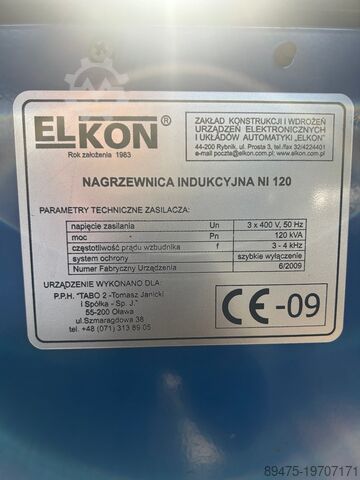 ELKON®
Rok założenia 1983
ZAKŁAD KONSTRUKCJI I WDROŻEŃ
URZĄDZEŃ ELEKTRONICZNYCH
I UKŁADÓW AUTOMATYKI „ELKON"
44-200 Rybnik, ul. Prosta 3, tel./fax 32/4224401
e-mail poczta@elkon.com.pl, www.elkon.com.pl
NAGRZEWNICA INDUKCYJNA NI 120
PARAMETRY TECHNICZNE ZASILACZA:
napięcie zasilania Un 3 x 400 V, 50 Hz
moc Pn 120 kVA
częstotliwość prądu wzbudnika f 3 - 4 kHz
system ochrony szybkie wyłączenie
Numer Fabryczny Urządzenia 6/2009
URZĄDZENIE WYKONANO DLA:
P.P.H. "TABO 2 -Tomasz Janicki
i Spółka - Sp. J."
55-200 Oława
ul.Szmaragdowa 38
tel. +48 (071) 313 89 05
CE-09
89475-19707171